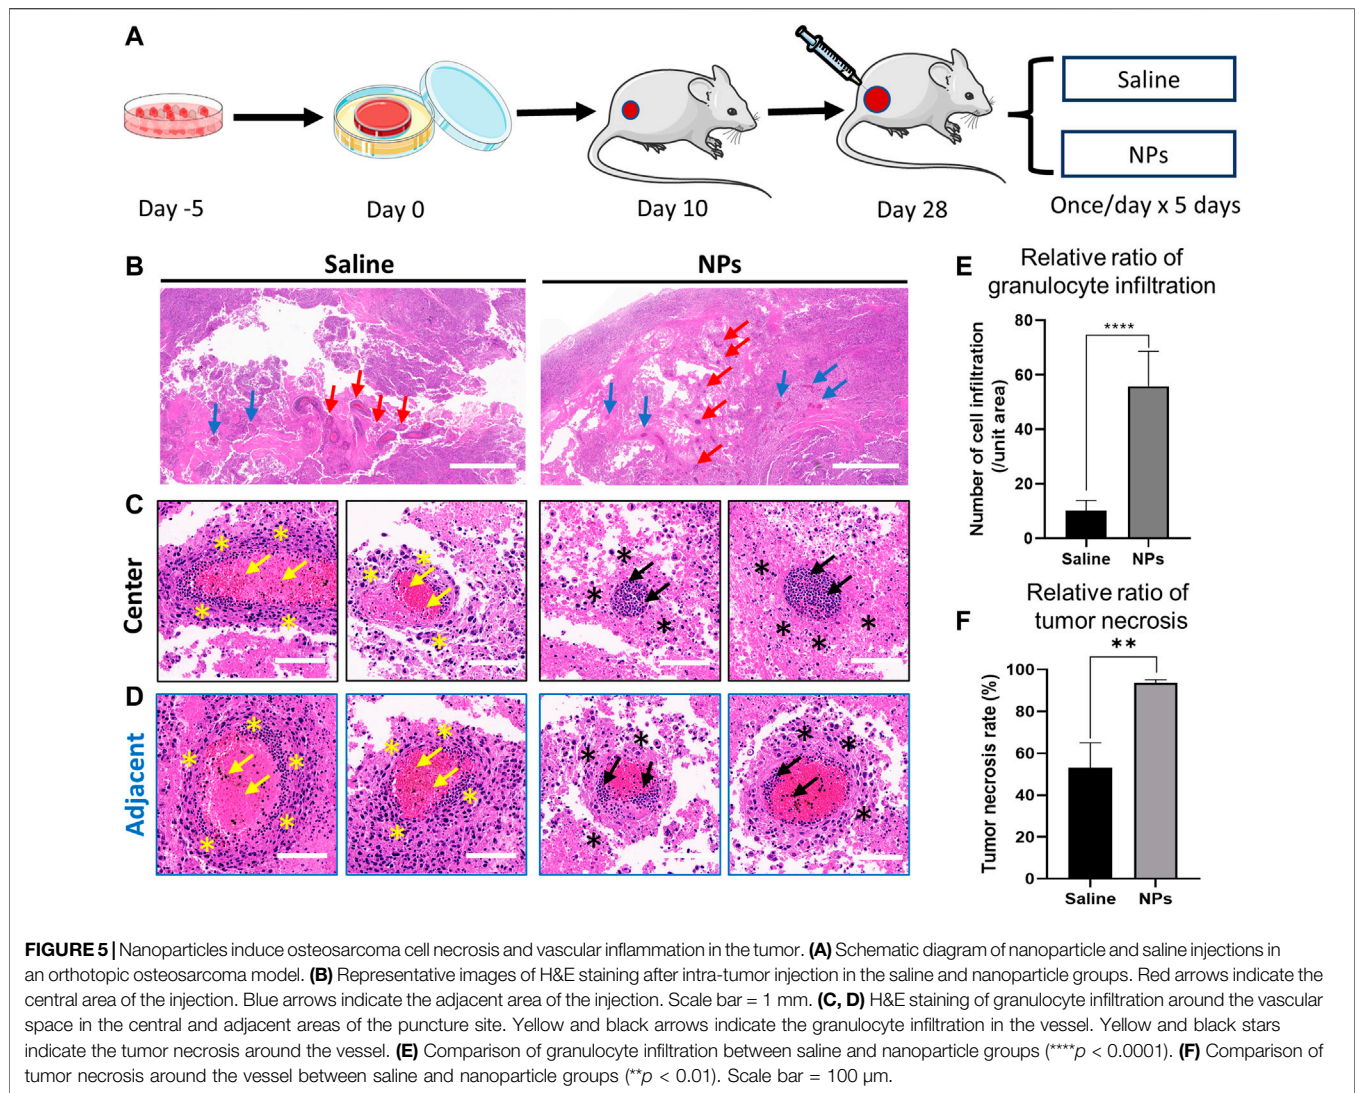 A
Saline
NPs
Day -5
Day 0
Day 10
Day 28
Once/day x 5 days
B
Saline
NPs
C
Center
D
Adjacent
E
Relative ratio of
granulocyte infiltration
Number of cell infiltration
(/unit area)
80
60
40
20
0
****
Saline
NPs
F
Relative ratio of
tumor necrosis
Tumor necrosis rate (%)
100
80
60
40
20
0
**
Saline
NPs
FIGURE 5 | Nanoparticles induce osteosarcoma cell necrosis and vascular inflammation in the tumor. (A) Schematic diagram of nanoparticle and saline injections in
an orthotopic osteosarcoma model. (B) Representative images of H&E staining after intra-tumor injection in the saline and nanoparticle groups. Red arrows indicate the
central area of the injection. Blue arrows indicate the adjacent area of the injection. Scale bar = 1 mm. (C, D) H&E staining of granulocyte infiltration around the vascular
space in the central and adjacent areas of the puncture site. Yellow and black arrows indicate the granulocyte infiltration in the vessel. Yellow and black stars
indicate the tumor necrosis around the vessel. (E) Comparison of granulocyte infiltration between saline and nanoparticle groups (****p < 0.0001). (F) Comparison of
tumor necrosis around the vessel between saline and nanoparticle groups (**p < 0.01). Scale bar = 100 μm.